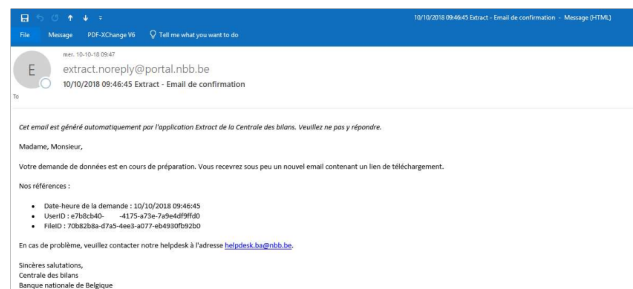 10/10/2018 09:46:45 Extract - Email de confirmation - Message (HTML)
File Message PDF-XChange V6 Tell me what you want to do
mer. 10-10-18 09:47
E extract.noreply@portal.nbb.be
10/10/2018 09:46:45 Extract - Email de confirmation
To
Cet email est généré automatiquement par l'application Extract de la Centrale des bilans. Veuillez ne pas y répondre.
Madame, Monsieur,
Votre demande de données est en cours de préparation. Vous recevrez sous peu un nouvel email contenant un lien de téléchargement.
Nos références :
• Date-heure de la demande : 10/10/2018 09:46:45
• UserID : e7b8cb40- -4175-a73e-7a9e4df9ffd0
• FileID : 70b82b8a-d7a5-4ee3-a077-eb4930fb92b0
En cas de problème, veuillez contacter notre helpdesk à l'adresse helpdesk.ba@nbb.be.
Sincères salutations,
Centrale des bilans
Banque nationale de Belgique